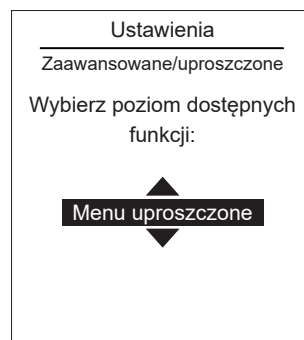 Ustawienia
Zaawansowane/uproszczone
Wybierz poziom dostępnych
funkcji:
Menu uproszczone